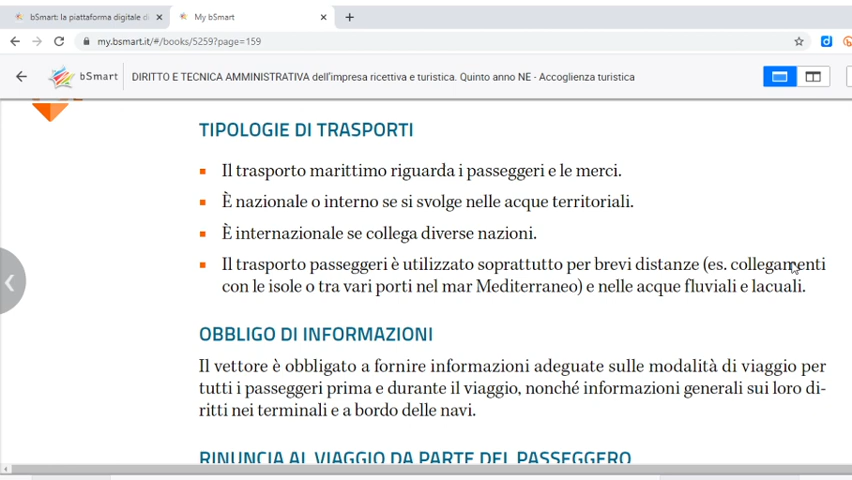 bSmart: la piattaforma digitale di
My bSmart
my.bsmart.it/#/books/5259?page=159
bSmart
DIRITTO E TECNICA AMMINISTRATIVA dell'impresa ricettiva e turistica. Quinto anno NE - Accoglienza turistica
TIPOLOGIE DI TRASPORTI
Il trasporto marittimo riguarda i passeggeri e le merci.
È nazionale o interno se si svolge nelle acque territoriali.
È internazionale se collega diverse nazioni.
Il trasporto passeggeri è utilizzato soprattutto per brevi distanze (es. collegamenti
con le isole o tra vari porti nel mar Mediterraneo) e nelle acque fluviali e lacuali.
OBBLIGO DI INFORMAZIONI
Il vettore è obbligato a fornire informazioni adeguate sulle modalità di viaggio per
tutti i passeggeri prima e durante il viaggio, nonché informazioni generali sui loro di-
ritti nei terminali e a bordo delle navi.
RINUNCIA AL VIAGGIO DA PARTE DEL PASSEGGERO